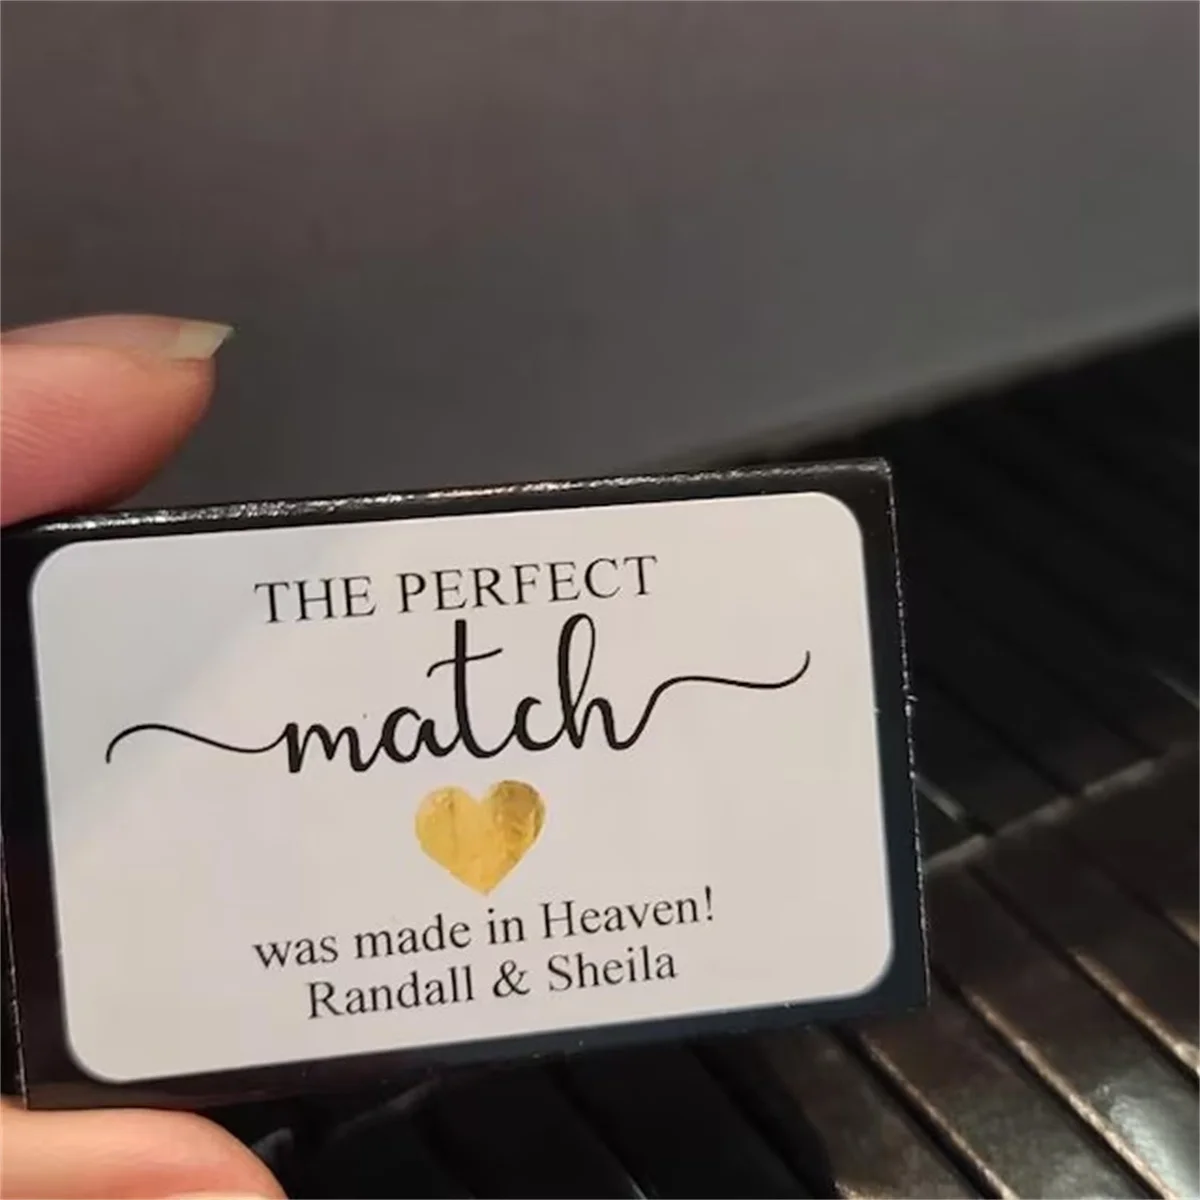 THE PERFECT
match
was made in Heaven!
Randall & Sheila